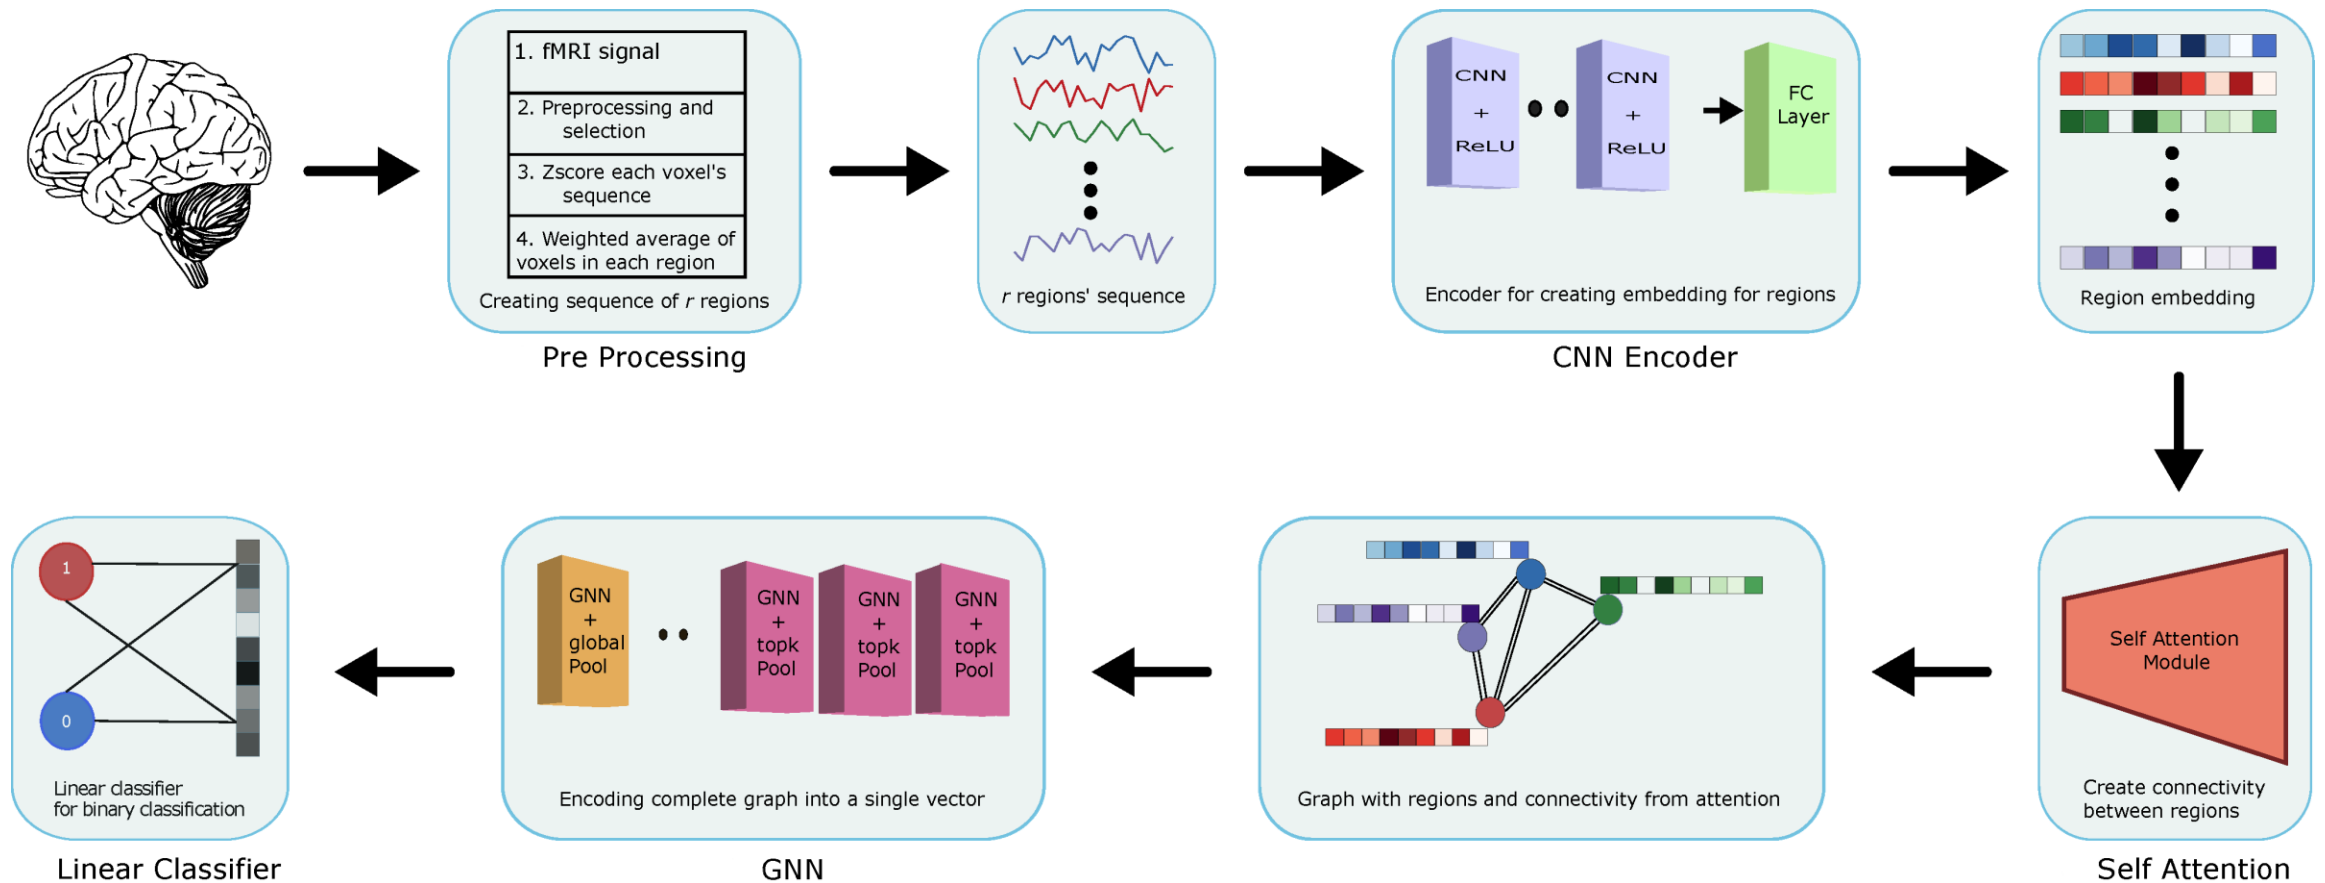 1. fMRI signal
2. Preprocessing and
selection
3. Zscore each voxel's
sequence
4. Weighted average of
voxels in each region
Creating sequence of r regions
Pre Processing
r regions' sequence
CNN
+
ReLU
CNN
+
ReLU
FC
Layer
Encoder for creating embedding for regions
CNN Encoder
Region embedding
Self Attention
Module
Create connectivity
between regions
Self Attention
Graph with regions and connectivity from attention
GNN
+
global
Pool
GNN
+
topk
Pool
GNN
+
topk
Pool
GNN
+
topk
Pool
Encoding complete graph into a single vector
GNN
1
0
Linear classifier
for binary classification
Linear Classifier